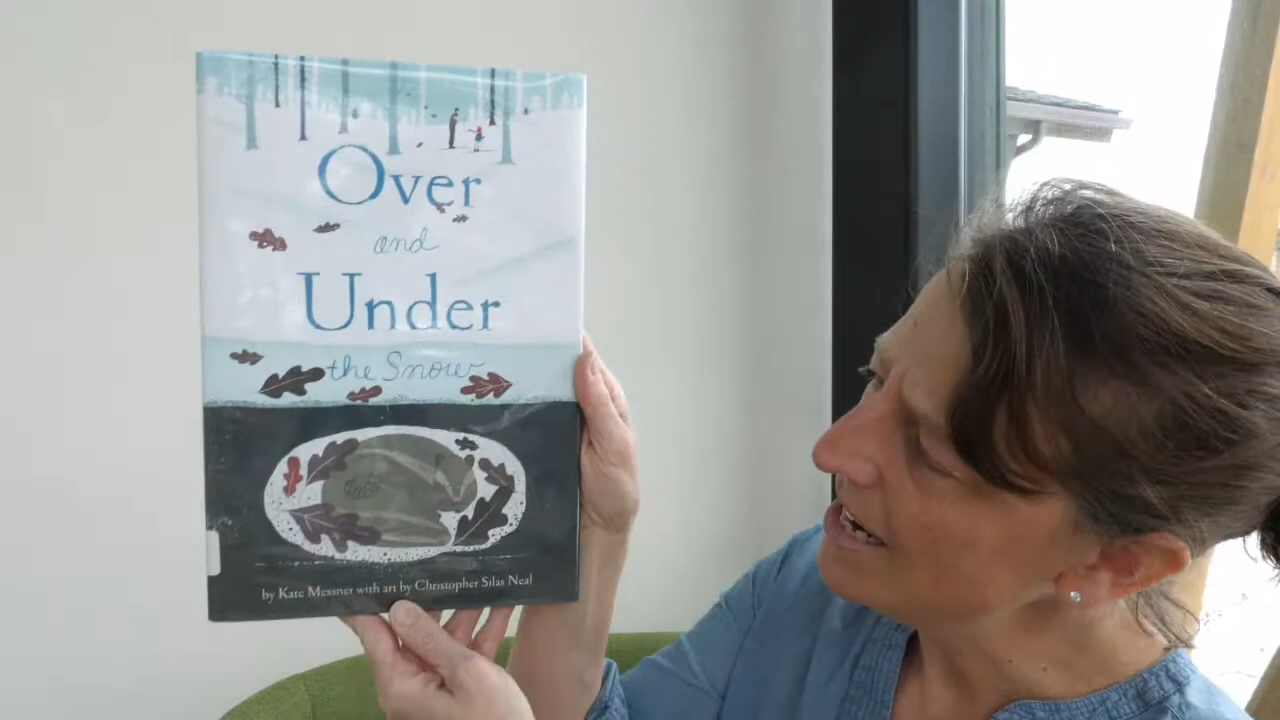 Over
and
Under
the Snow
by Kate Messner with art by Christopher Silas Neal